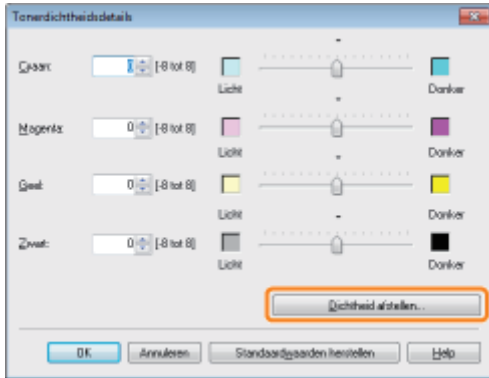 Tonerdichtheidsdetails
Cyaan: 0 [-8 tot 8]
Licht Donker
Magenta: 0 [-8 tot 8]
Licht Donker
Geel: 0 [-8 tot 8]
Licht Donker
Zwart: 0 [-8 tot 8]
Licht Donker
Dichtheid afstellen...
OK Annuleren Standaardwaarden herstellen Help